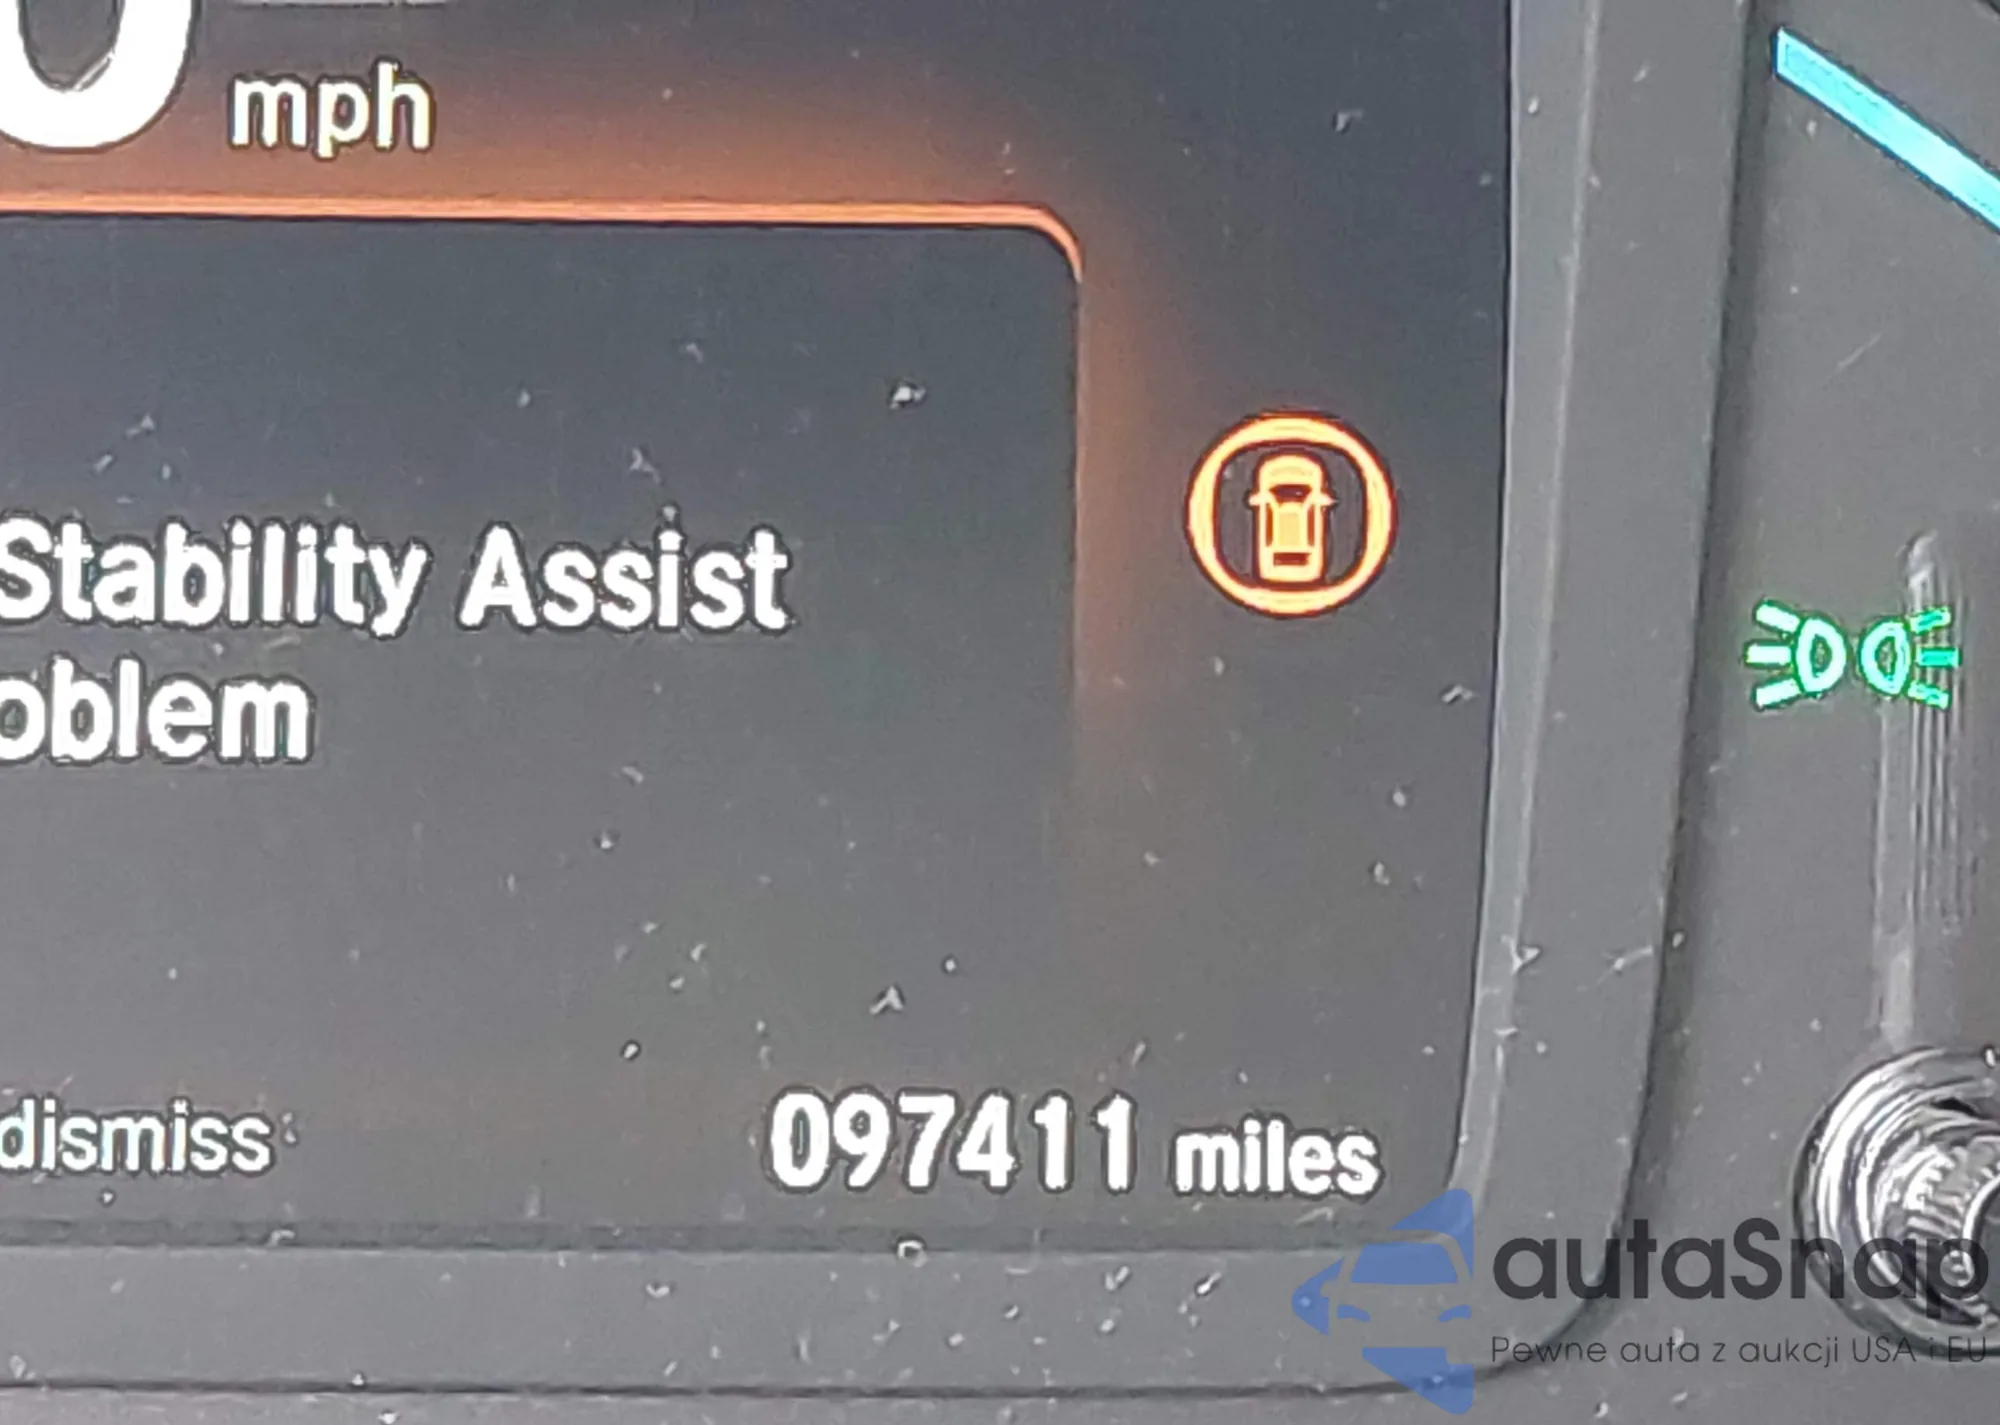 mph
Stability Assist
oblem
dismiss
097411 miles
autaSnap
Pewne auta z aukcji USA i EU